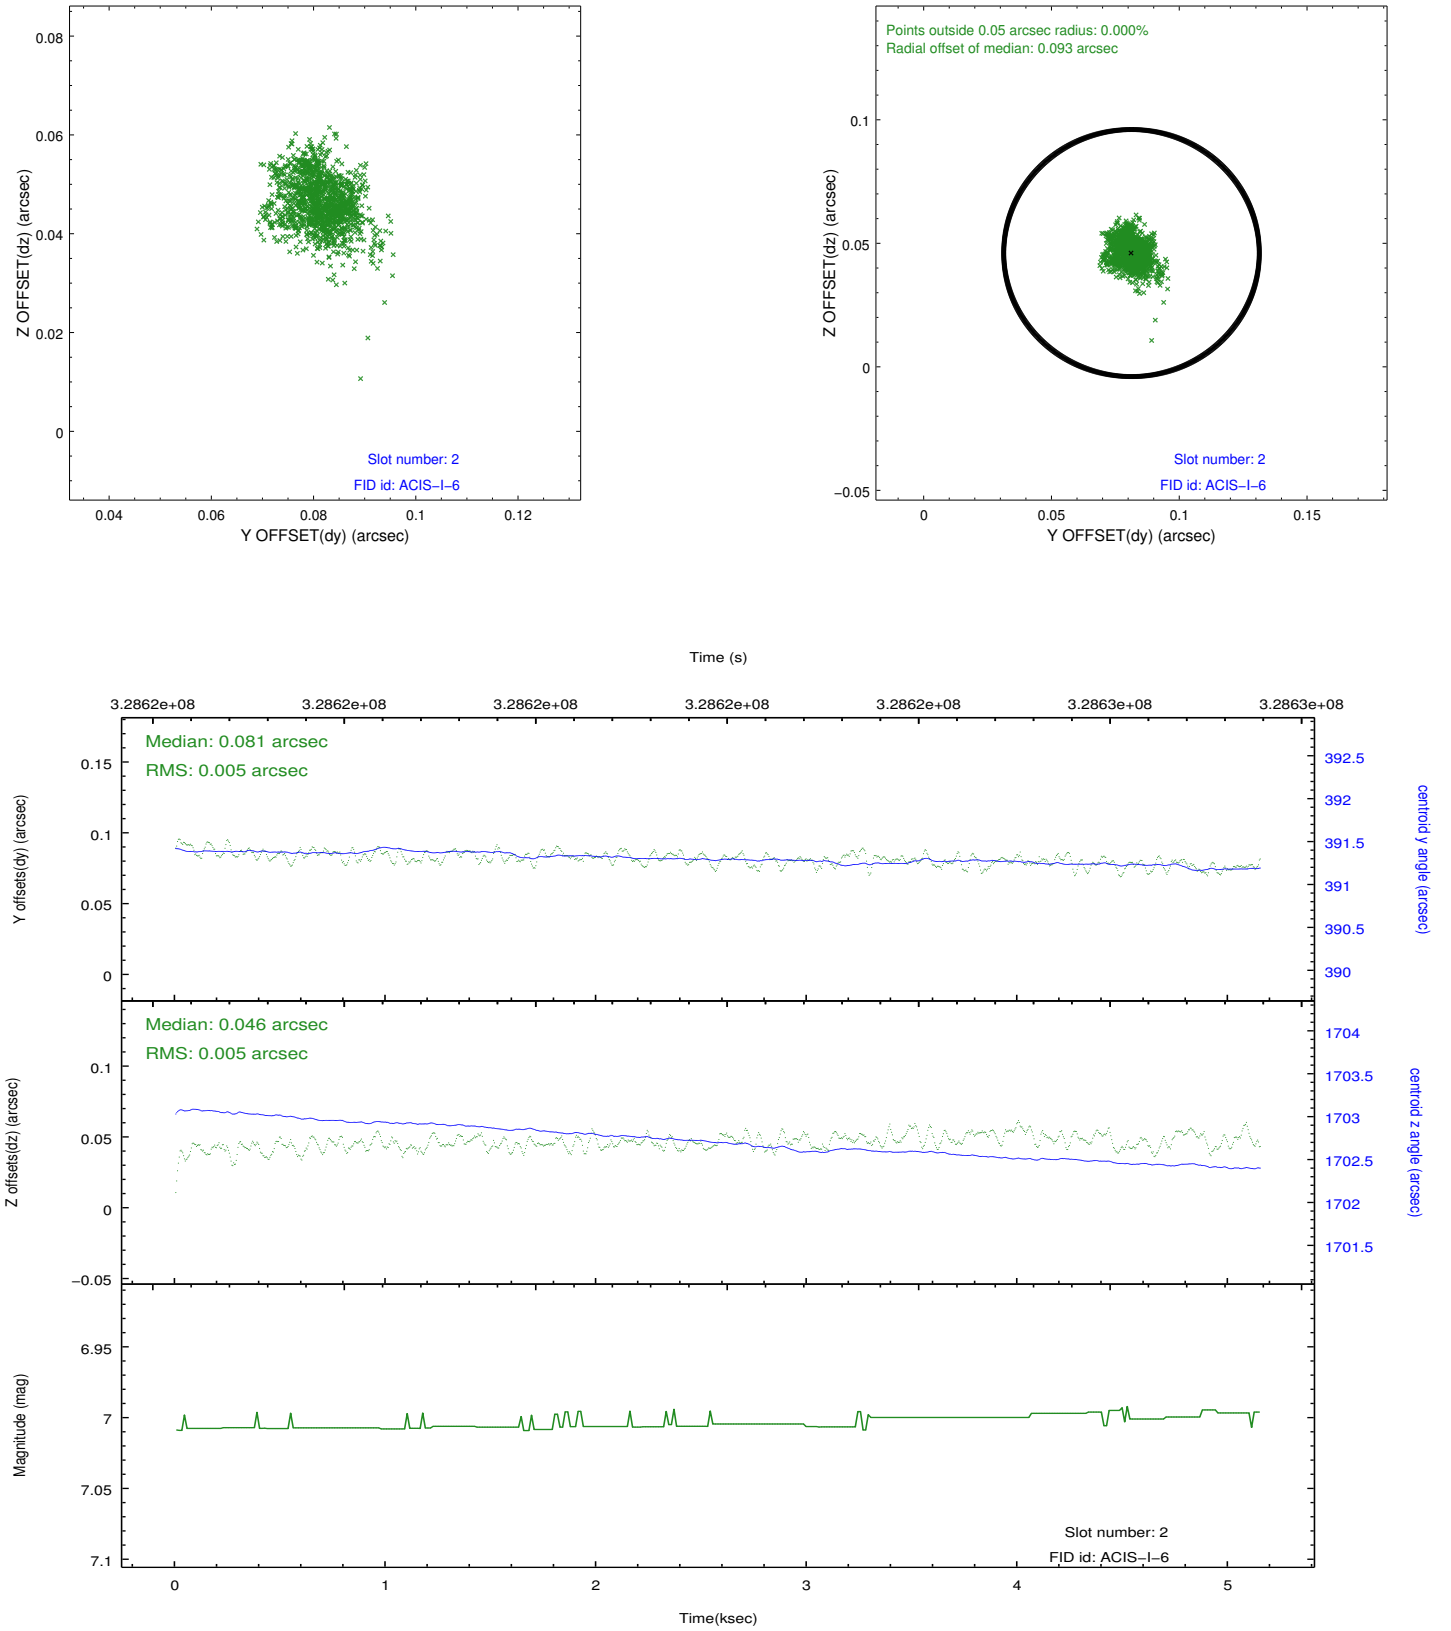 0.08
0.06
0.04
0.02
0
Z OFFSET(dz) (arcsec)
Slot number: 2
FID id: ACIS−I−6
0.04 0.06 0.08 0.1 0.12
Y OFFSET(dy) (arcsec)
Points outside 0.05 arcsec radius: 0.000%
Radial offset of median: 0.093 arcsec
0.1
0.05
0
−0.05
Z OFFSET(dz) (arcsec)
Slot number: 2
FID id: ACIS−I−6
0 0.05 0.1 0.15
Y OFFSET(dy) (arcsec)
Time (s)
3.2862e+08 3.2862e+08 3.2862e+08 3.2862e+08 3.2862e+08 3.2863e+08 3.2863e+08
Median: 0.081 arcsec
RMS: 0.005 arcsec
0.15
0.1
0.05
0
Y offsets(dy) (arcsec)
392.5
392
391.5
391
390.5
390
centroid y angle (arcsec)
Median: 0.046 arcsec
RMS: 0.005 arcsec
0.1
0.05
0
−0.05
Z offsets(dz) (arcsec)
1704
1703.5
1703
1702.5
1702
1701.5
centroid z angle (arcsec)
6.95
7
7.05
7.1
Magnitude (mag)
Slot number: 2
FID id: ACIS−I−6
0 1 2 3 4 5
Time(ksec)